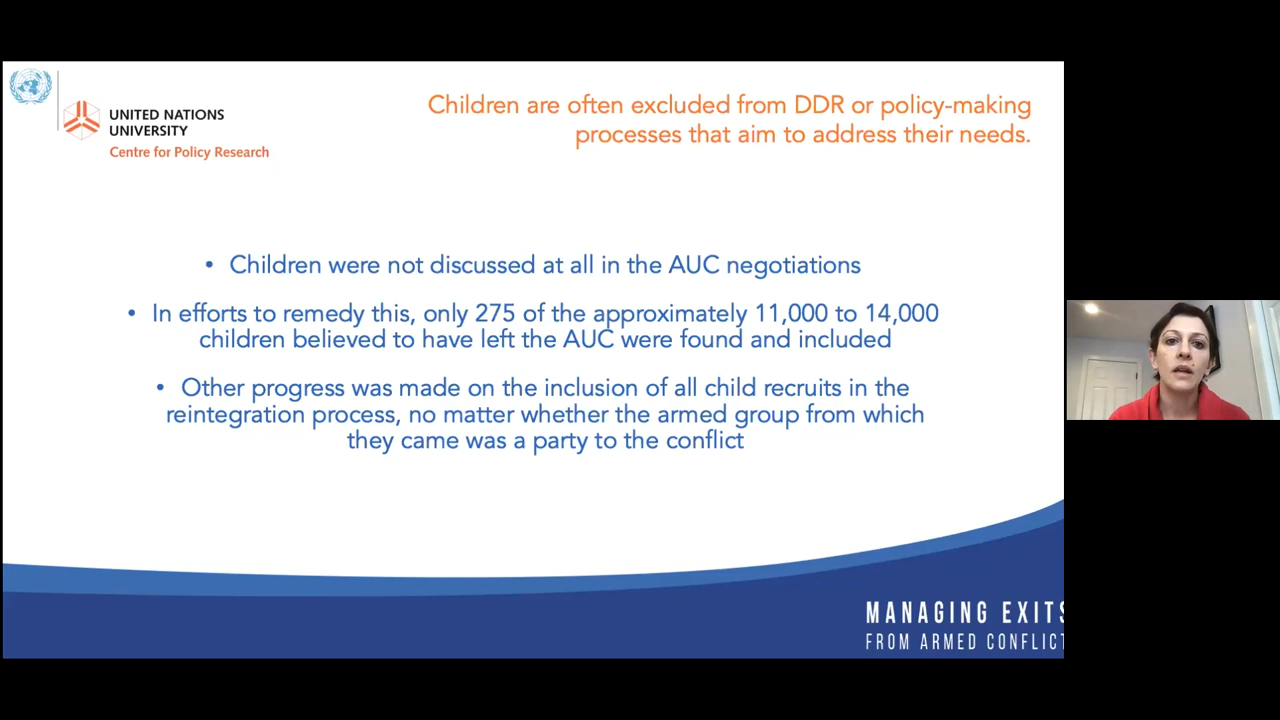 UNITED NATIONS
UNIVERSITY
Centre for Policy Research
Children are often excluded from DDR or policy-making
processes that aim to address their needs.
• Children were not discussed at all in the AUC negotiations
• In efforts to remedy this, only 275 of the approximately 11,000 to 14,000
children believed to have left the AUC were found and included
• Other progress was made on the inclusion of all child recruits in the
reintegration process, no matter whether the armed group from which
they came was a party to the conflict
MANAGING EXITS
FROM ARMED CONFLICT